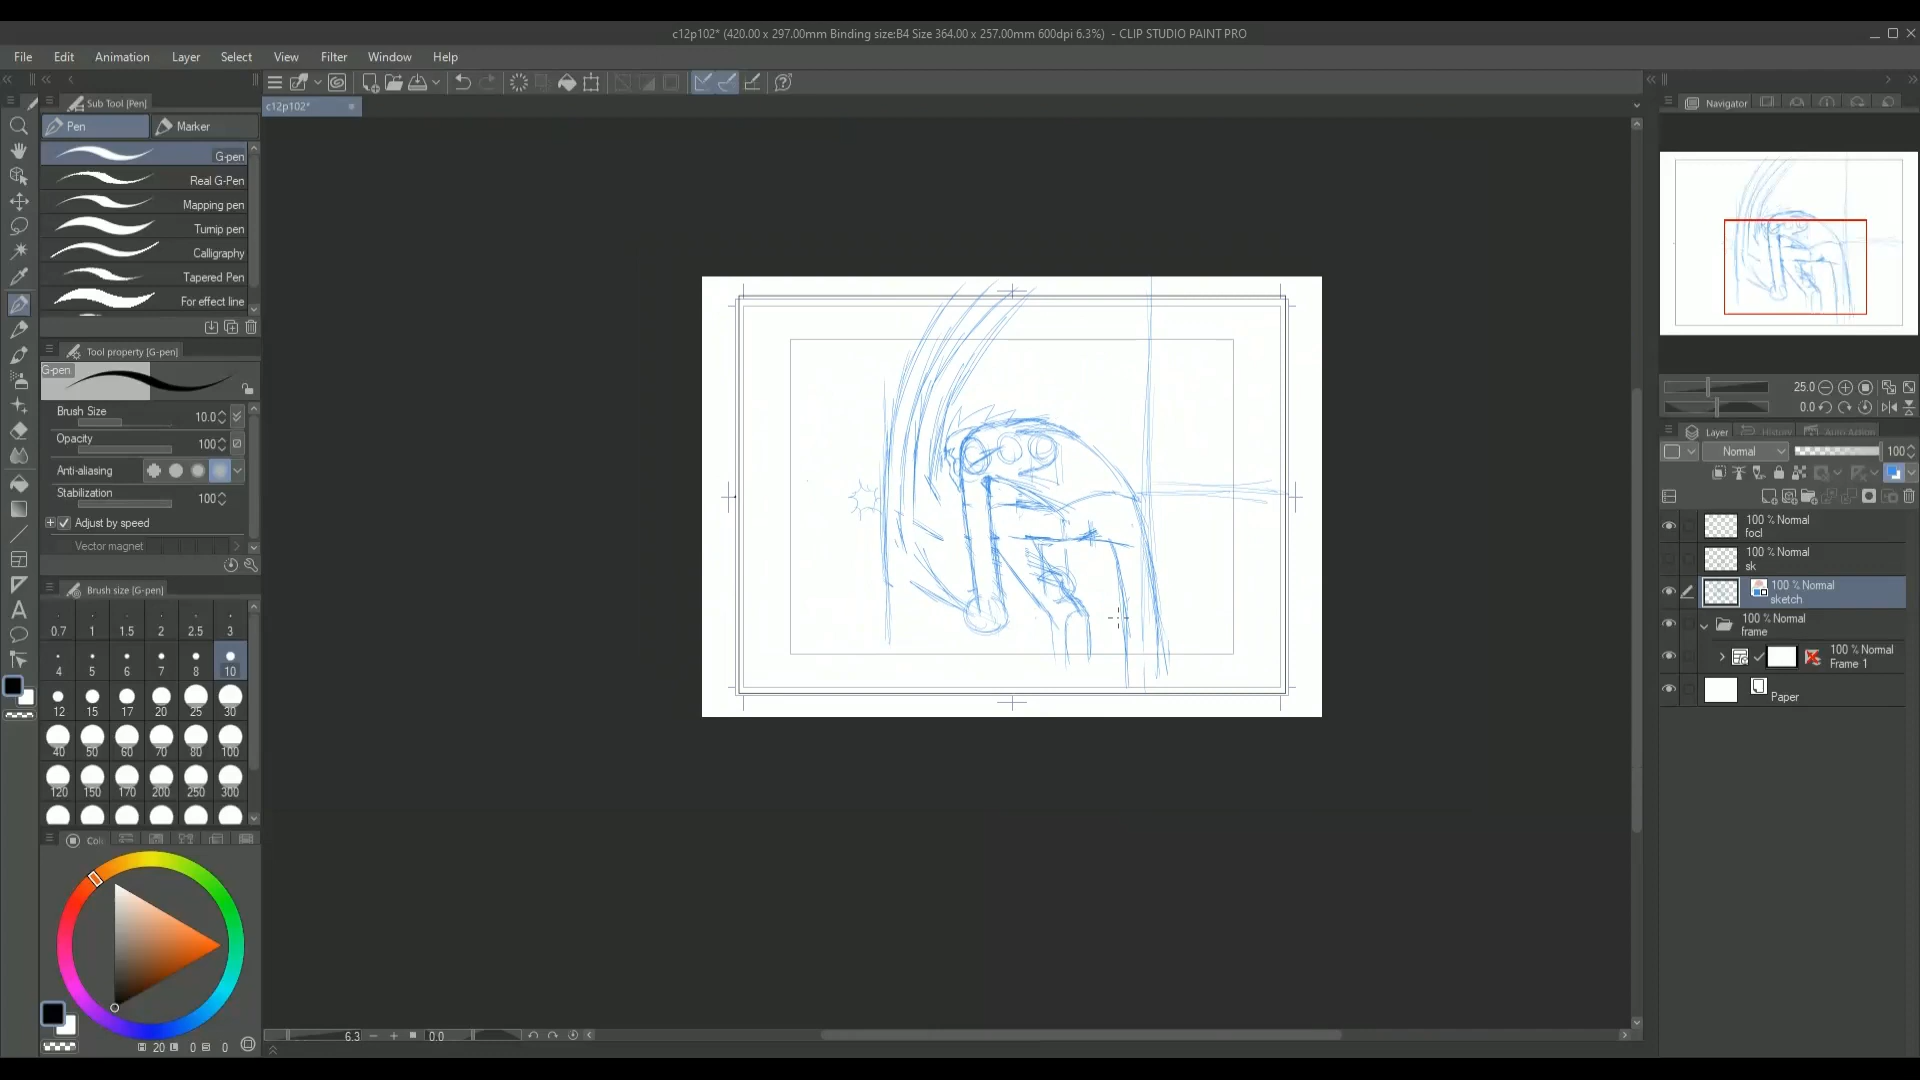 c12p102* (420.00 x 297.00mm Binding size:B4 Size 364.00 x 257.00mm 600dpi 6.3%) - CLIP STUDIO PAINT PRO
File Edit Animation Layer Select View Filter Window Help
Sub Tool [Pen]
c12p102*
Navigator
Pen Marker
G-pen
Real G-Pen
Mapping pen
Turnip pen
Calligraphy
Tapered Pen
For effect line
Tool property [G-pen]
G-pen
Brush Size 10.0
Opacity 100
Anti-aliasing
Stabilization 100
Adjust by speed
Vector magnet
Brush size [G-pen]
0.7 1 1.5 2 2.5 3
4 5 6 7 8 10
12 15 17 20 25 30
40 50 60 70 80 100
120 150 170 200 250 300
Col
H 20 L 0 S 0
6.3 0.0
25.0
0.0
Layer History Auto Action
Normal 100
100 % Normal
focl
100 % Normal
sk
100 % Normal
sketch
100 % Normal
frame
100 % Normal
Frame 1
Paper